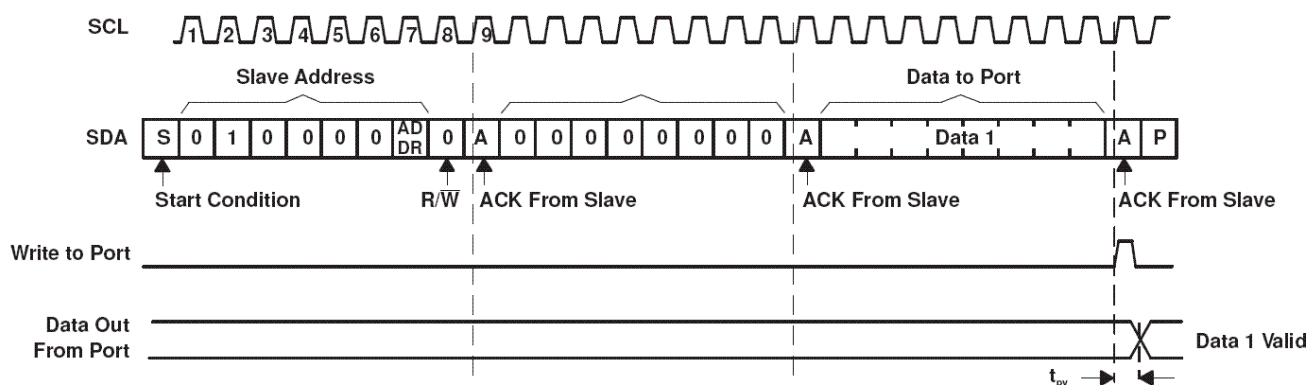 SCL
1 2 3 4 5 6 7 8 9
Slave Address
Data to Port
SDA
S 0 1 0 0 0 0 AD DR 0 A 0 0 0 0 0 0 0 0 A Data 1 A P
Start Condition
R/W̅
ACK From Slave
ACK From Slave
ACK From Slave
Write to Port
Data Out
From Port
Data 1 Valid
tpv